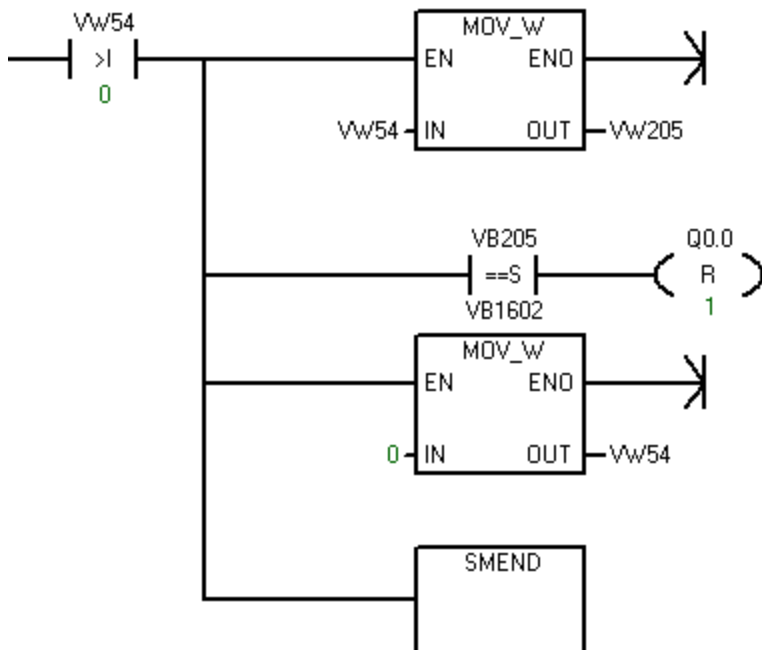 VW54
>I
0
MOV_W
EN ENO
VW54 IN OUT VW205
VB205
==S
VB1602
Q0.0
R
1
MOV_W
EN ENO
0 IN OUT VW54
SMEND